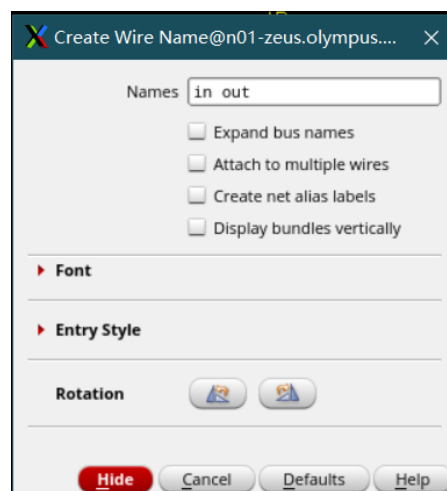 Create Wire Name@n01-zeus.olympus....
Names in out
Expand bus names
Attach to multiple wires
Create net alias labels
Display bundles vertically
Font
Entry Style
Rotation
Hide Cancel Defaults Help